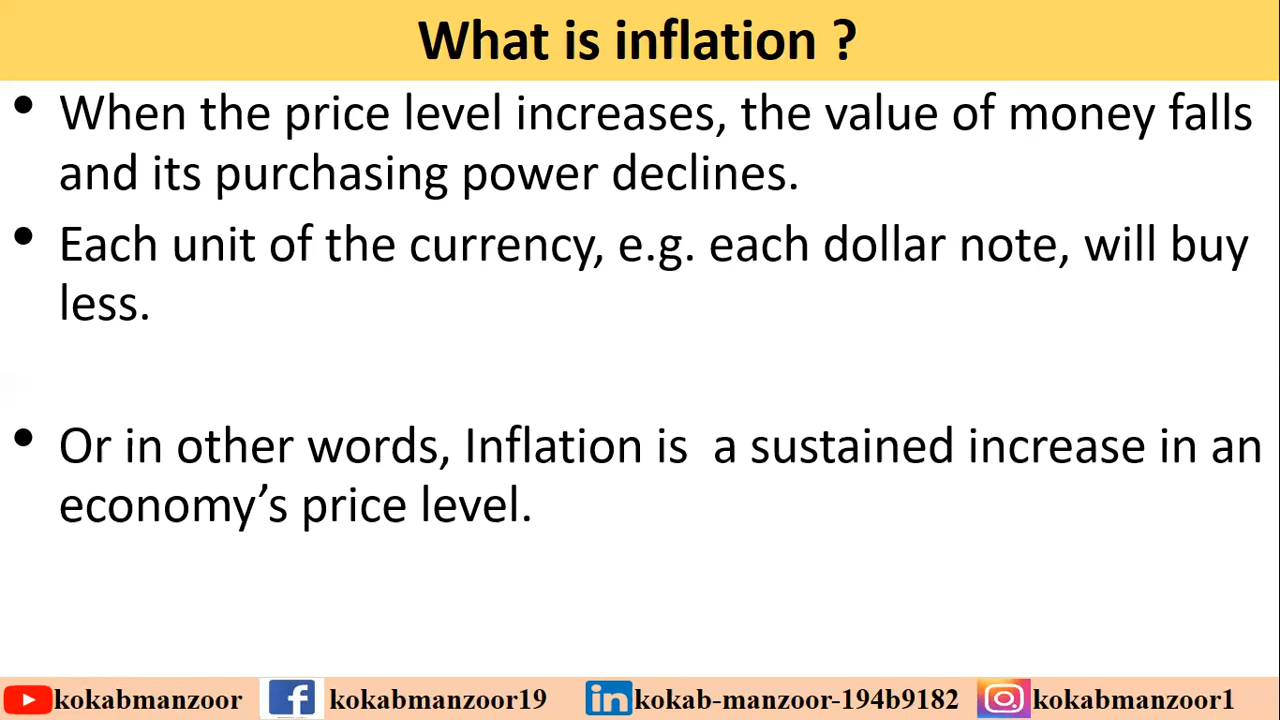 What is inflation ?
• When the price level increases, the value of money falls
and its purchasing power declines.
• Each unit of the currency, e.g. each dollar note, will buy
less.
• Or in other words, Inflation is  a sustained increase in an
economy’s price level.
kokabmanzoor kokabmanzoor19 kokab-manzoor-194b9182 kokabmanzoor1